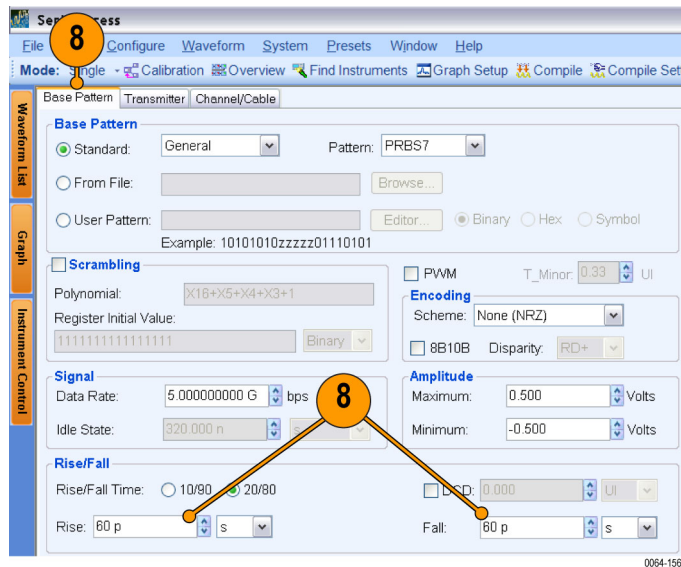 8
File Configure Waveform System Presets Window Help
Mode: Single Calibration Overview Find Instruments Graph Setup Compile Compile Set
Waveform List
Graph
Instrument Control
Base Pattern Transmitter Channel/Cable
Base Pattern
Standard: General Pattern: PRBS7
From File: Browse...
User Pattern: Editor... Binary Hex Symbol
Example: 10101010zzzzz01110101
Scrambling
Polynomial: X16+X5+X4+X3+1
Register Initial Value:
1111111111111111 Binary
PWM T_Minor: 0.33 UI
Encoding
Scheme: None (NRZ)
8B10B Disparity: RD+
Signal
Data Rate: 5.000000000 G bps
Idle State: 320.000 n s
8
Amplitude
Maximum: 0.500 Volts
Minimum: -0.500 Volts
Rise/Fall
Rise/Fall Time: 10/90 20/80
DCD: 0.000 UI
Rise: 60 p s
Fall: 60 p s
0064-156